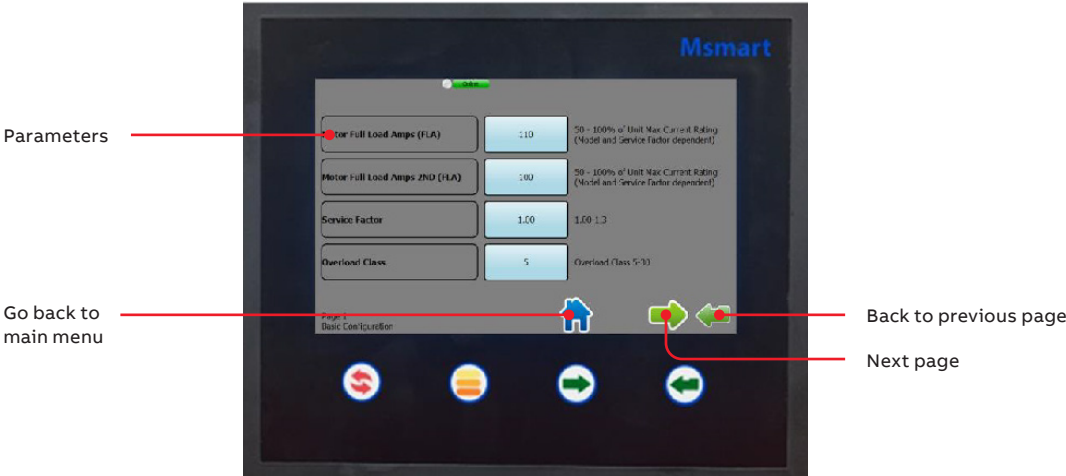 Msmart
Online
Parameters
Motor Full Load Amps (FLA)
110
50 - 100% of Unit Max Current Rating
(Model and Service Factor dependent)
Motor Full Load Amps 2ND (FLA)
100
50 - 100% of Unit Max Current Rating
(Model and Service Factor dependent)
Service Factor
1.00
1.00-1.3
Overload Class
5
Overload Class 5-30
Go back to
main menu
Page 1
Basic Configuration
Back to previous page
Next page